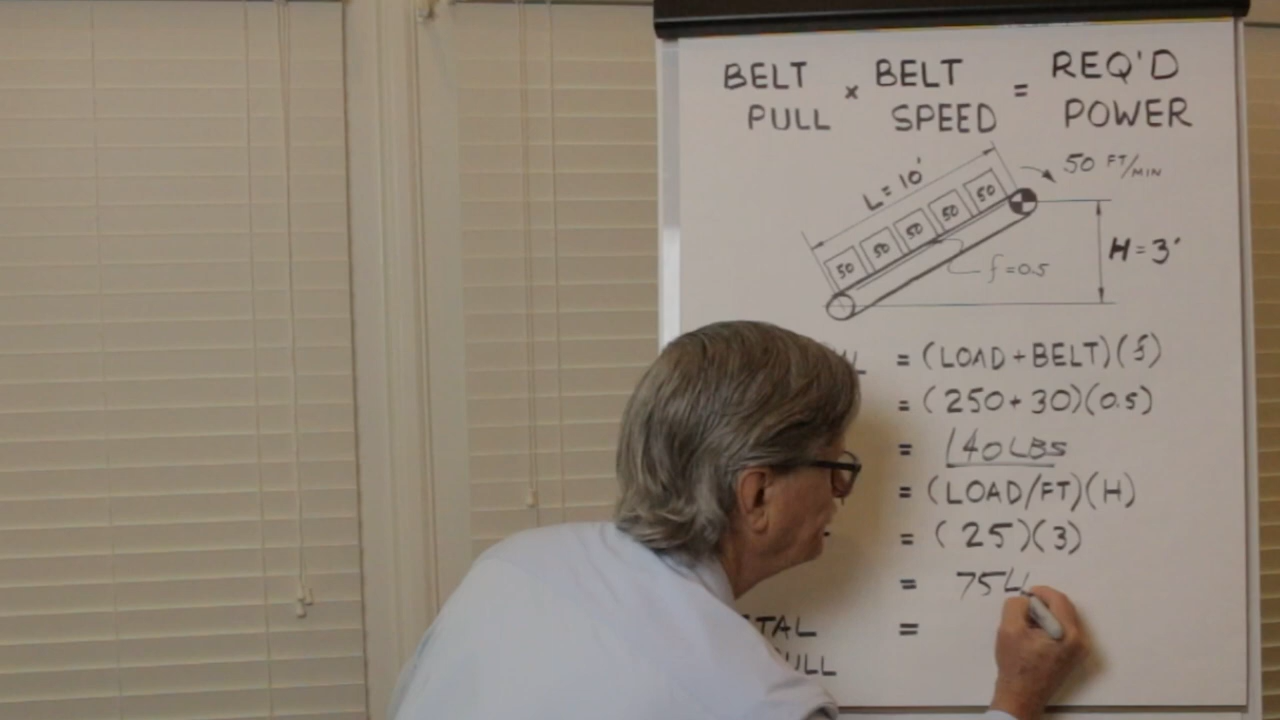 BELT × BELT = REQ'D
PULL SPEED POWER
L = 10'
50 FT/MIN
50 50 50 50 50
H = 3'
f = 0.5
= (LOAD + BELT)(f)
= (250 + 30)(0.5)
= 140 LBS
= (LOAD/FT)(H)
= (25)(3)
= 75
=